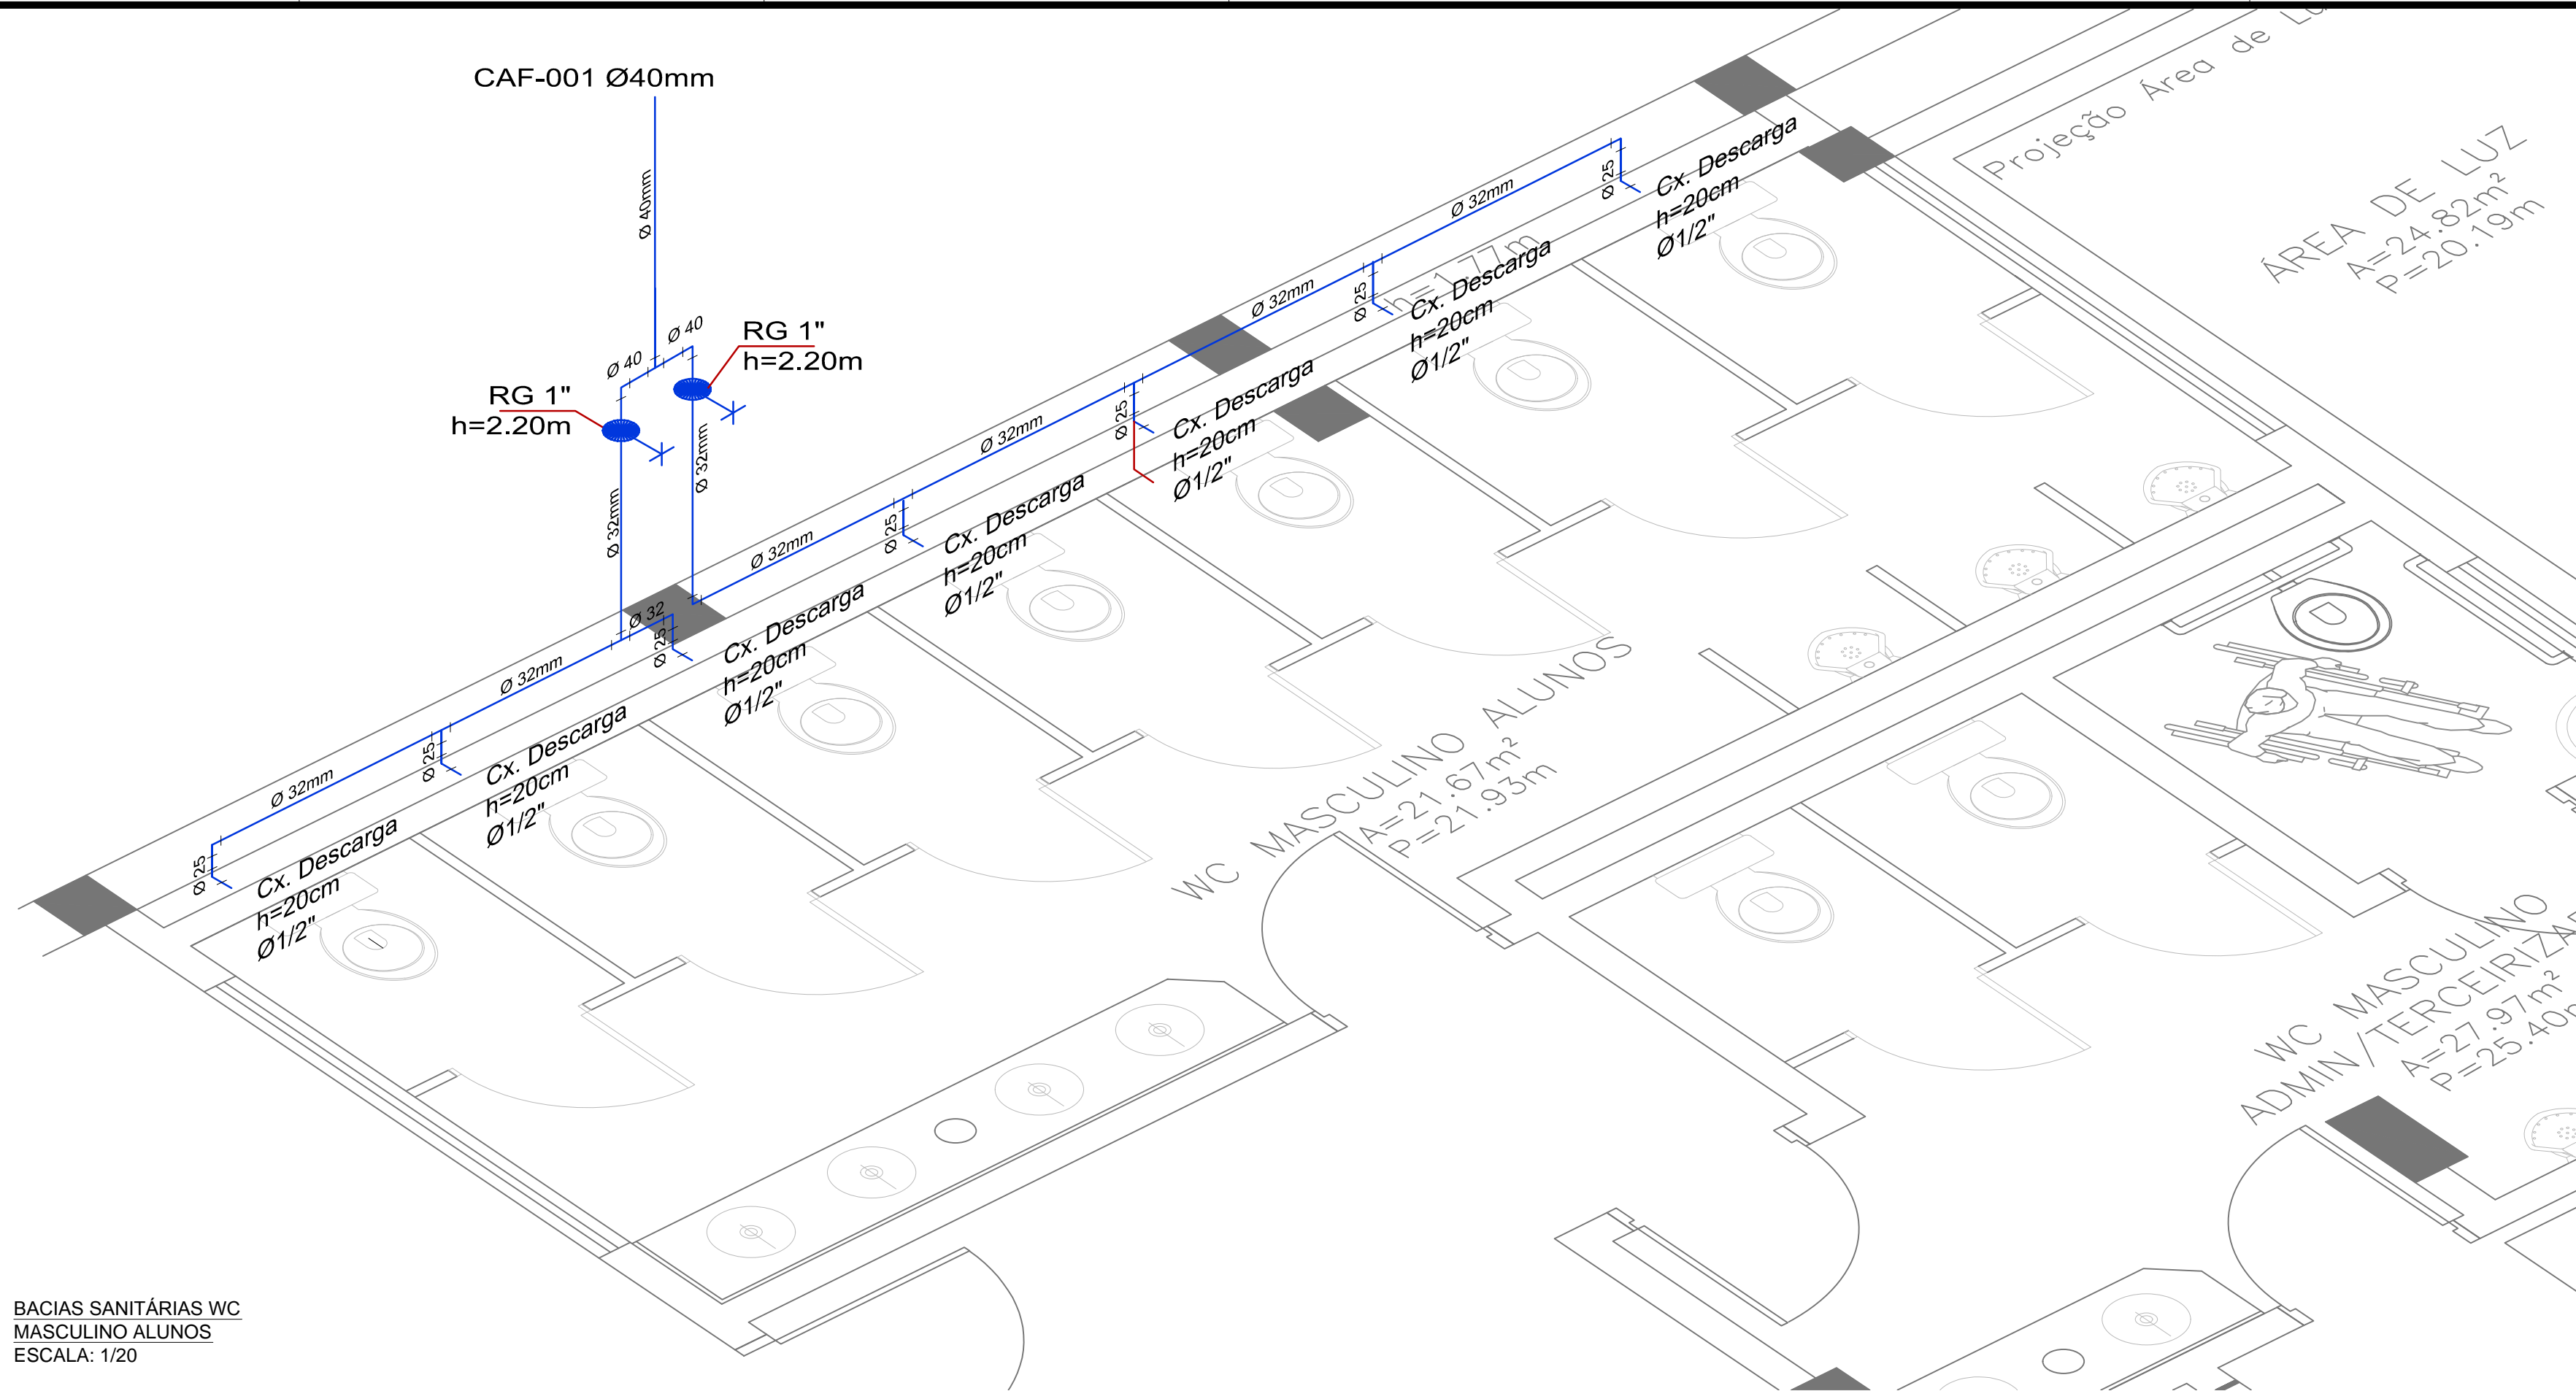 CAF-001 Ø40mm
Ø 40mm
Ø 40
Ø 40
RG 1"
h=2.20m
RG 1"
h=2.20m
Ø 32mm
Ø 32mm
Ø 32mm
Ø 25
Cx. Descarga
h=20cm
Ø1/2"
h=1.77m
Ø 32mm
Ø 25
Cx. Descarga
h=20cm
Ø1/2"
Ø 32mm
Ø 25
Cx. Descarga
h=20cm
Ø1/2"
Ø 32mm
Ø 25
Cx. Descarga
h=20cm
Ø1/2"
Ø 32
Ø 25
Cx. Descarga
h=20cm
Ø1/2"
Ø 32mm
Ø 25
Cx. Descarga
h=20cm
Ø1/2"
Ø 32mm
Ø 25
Cx. Descarga
h=20cm
Ø1/2"
Projeção Área de
ÁREA DE LUZ
A=24.82m²
P=20.19m
WC MASCULINO ALUNOS
A=21.67m²
P=21.93m
WC MASCULINO
A=27.97m²
BACIAS SANITÁRIAS WC
MASCULINO ALUNOS
ESCALA: 1/20